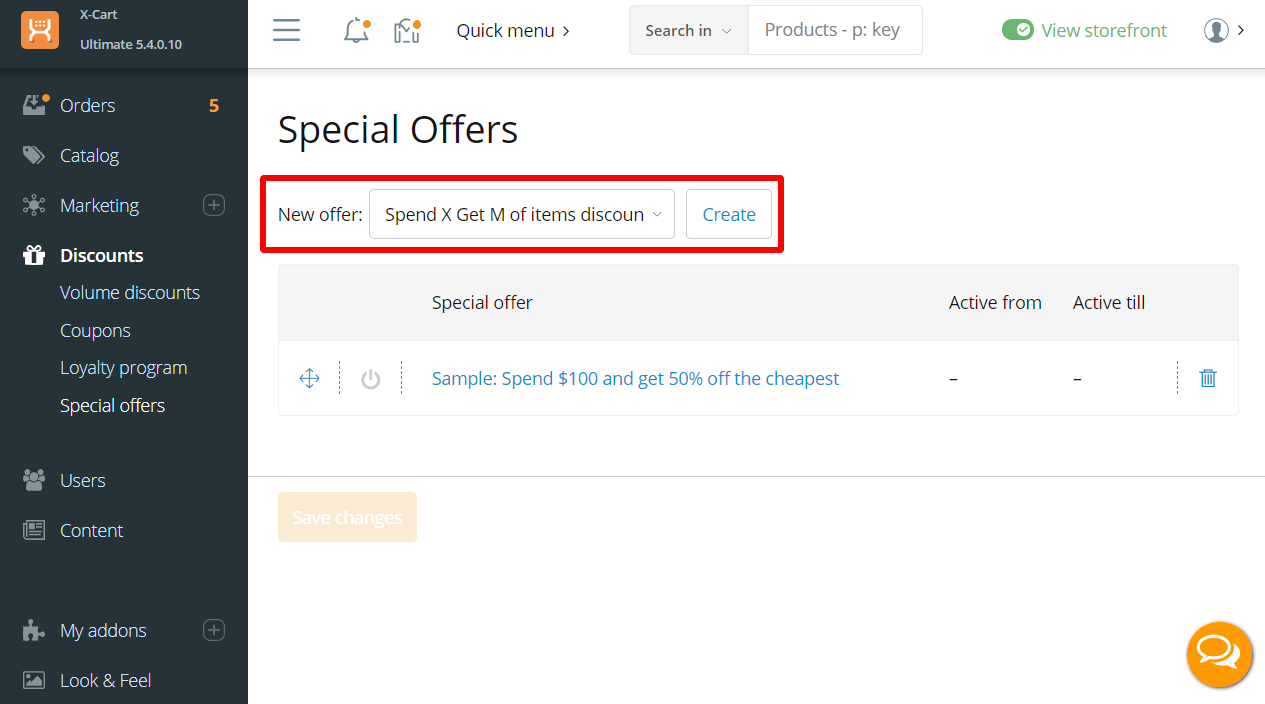 X-Cart
Ultimate 5.4.0.10
Quick menu
Search in
Products - p: key
View storefront
Orders 5
Catalog
Marketing
Discounts
Volume discounts
Coupons
Loyalty program
Special offers
Users
Content
My addons
Look & Feel
Special Offers
New offer: Spend X Get M of items discoun Create
Special offer Active from Active till
Sample: Spend $100 and get 50% off the cheapest – –
Save changes